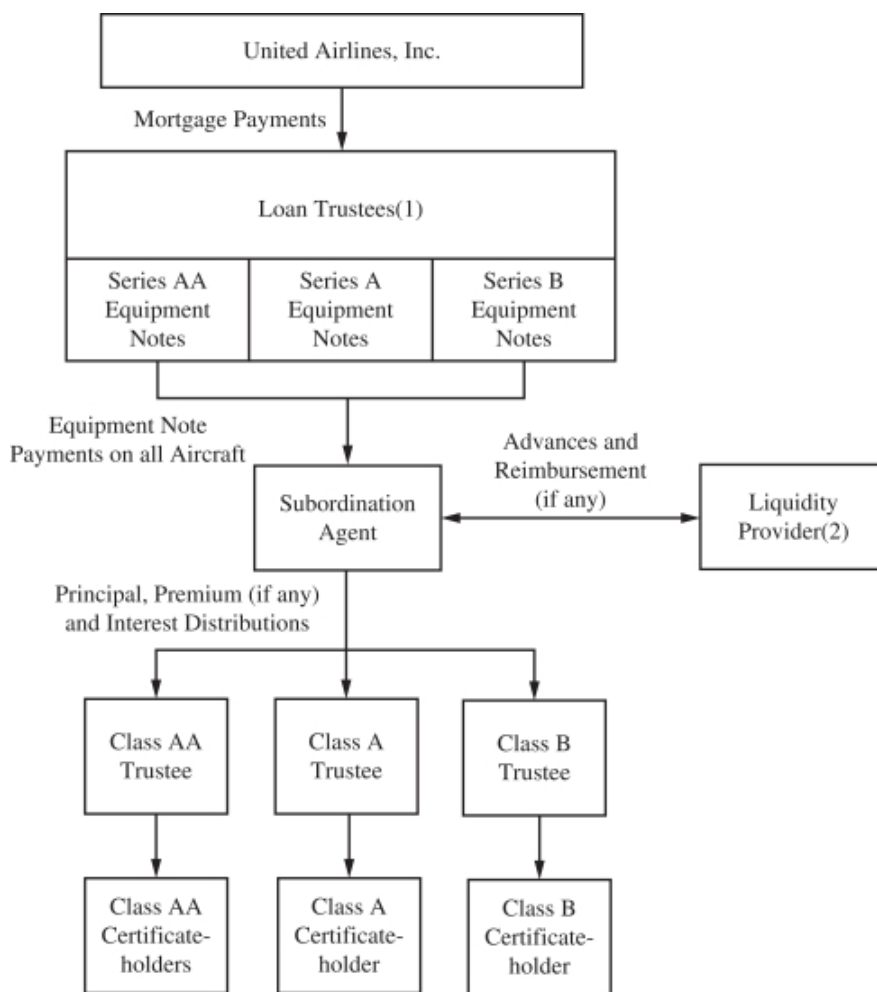 United Airlines, Inc.
Mortgage Payments
Loan Trustees(1)
Series AA
Equipment
Notes
Series A
Equipment
Notes
Series B
Equipment
Notes
Equipment Note
Payments on all Aircraft
Advances and
Reimbursement
(if any)
Subordination
Agent
Liquidity
Provider(2)
Principal, Premium (if any)
and Interest Distributions
Class AA
Trustee
Class A
Trustee
Class B
Trustee
Class AA
Certificate-
holders
Class A
Certificate-
holder
Class B
Certificate-
holder